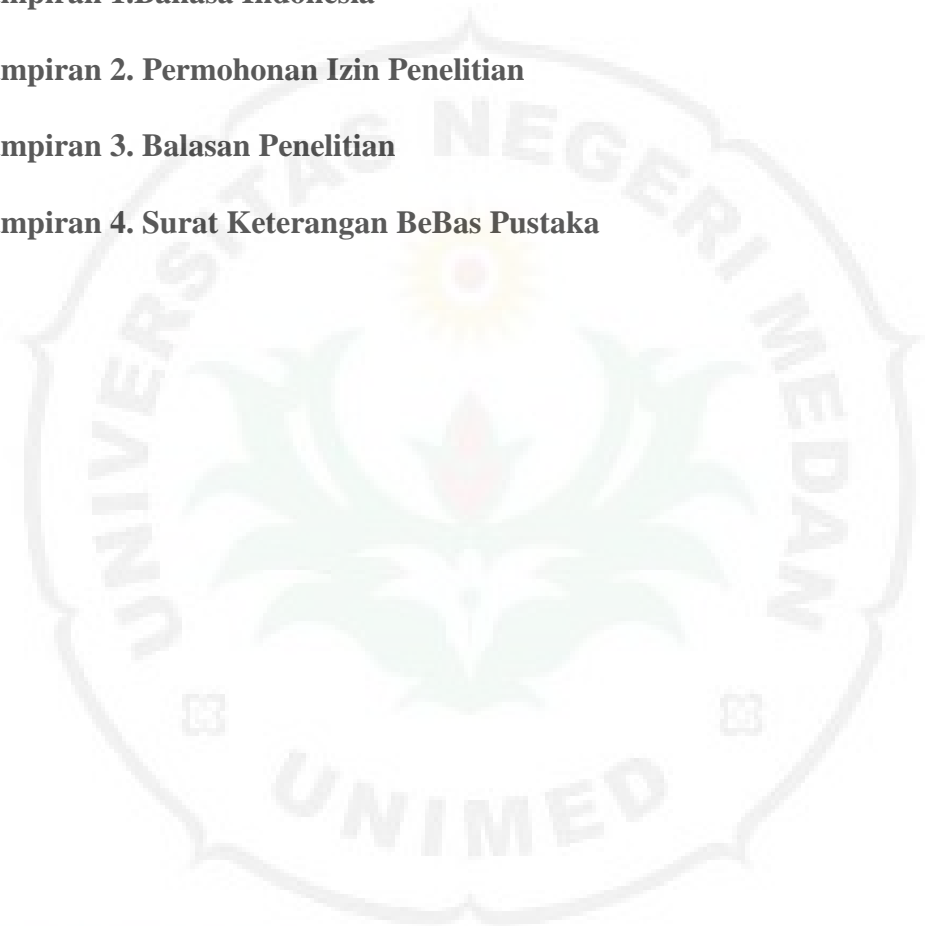 mpiran 1.Bahasa Indonesia
mpiran 2. Permohonan Izin Penelitian
mpiran 3. Balasan Penelitian
mpiran 4. Surat Keterangan BeBas Pustaka
UNIVERSITAS NEGERI MEDAN
UNIMED